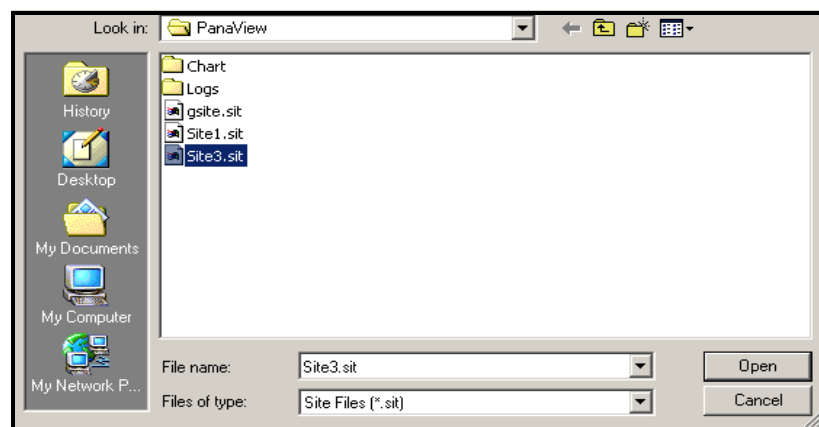 Look in: PanaView
History
Desktop
My Documents
My Computer
My Network P...
Chart
Logs
gsite.sit
Site1.sit
Site3.sit
File name: Site3.sit Open
Files of type: Site Files (*.sit) Cancel